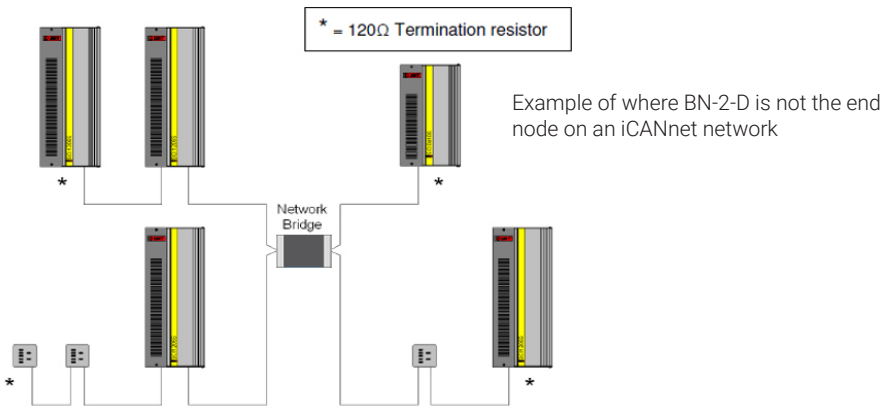 * = 120Ω Termination resistor
Example of where BN-2-D is not the end
node on an iCANnet network
*
*
Network
Bridge
*
*